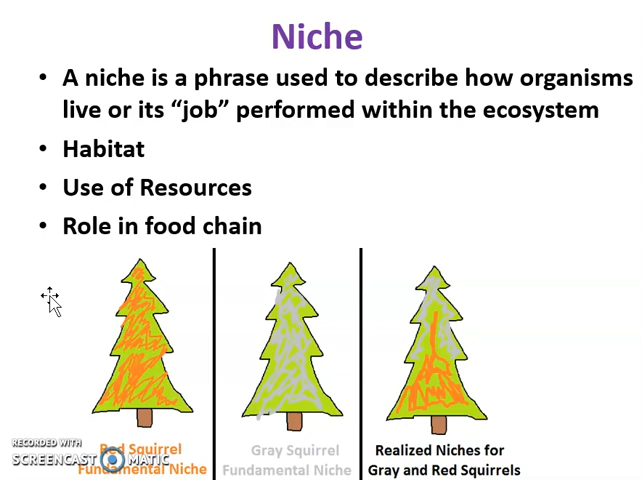 Niche
• A niche is a phrase used to describe how organisms
live or its “job” performed within the ecosystem
• Habitat
• Use of Resources
• Role in food chain
Red Squirrel
Fundamental Niche
Gray Squirrel
Fundamental Niche
Realized Niches for
Gray and Red Squirrels
RECORDED WITH
SCREENCAST MATIC